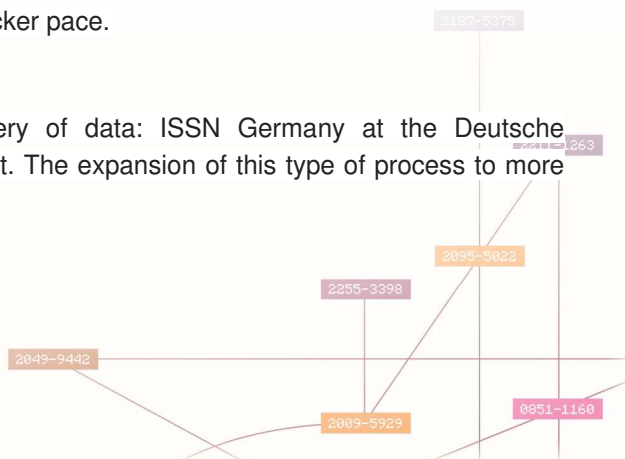 cker pace.
2187-5375
ery of data: ISSN Germany at the Deutsche
263
t. The expansion of this type of process to more
2095-5022
2255-3398
2049-9442
0851-1160
2009-5929